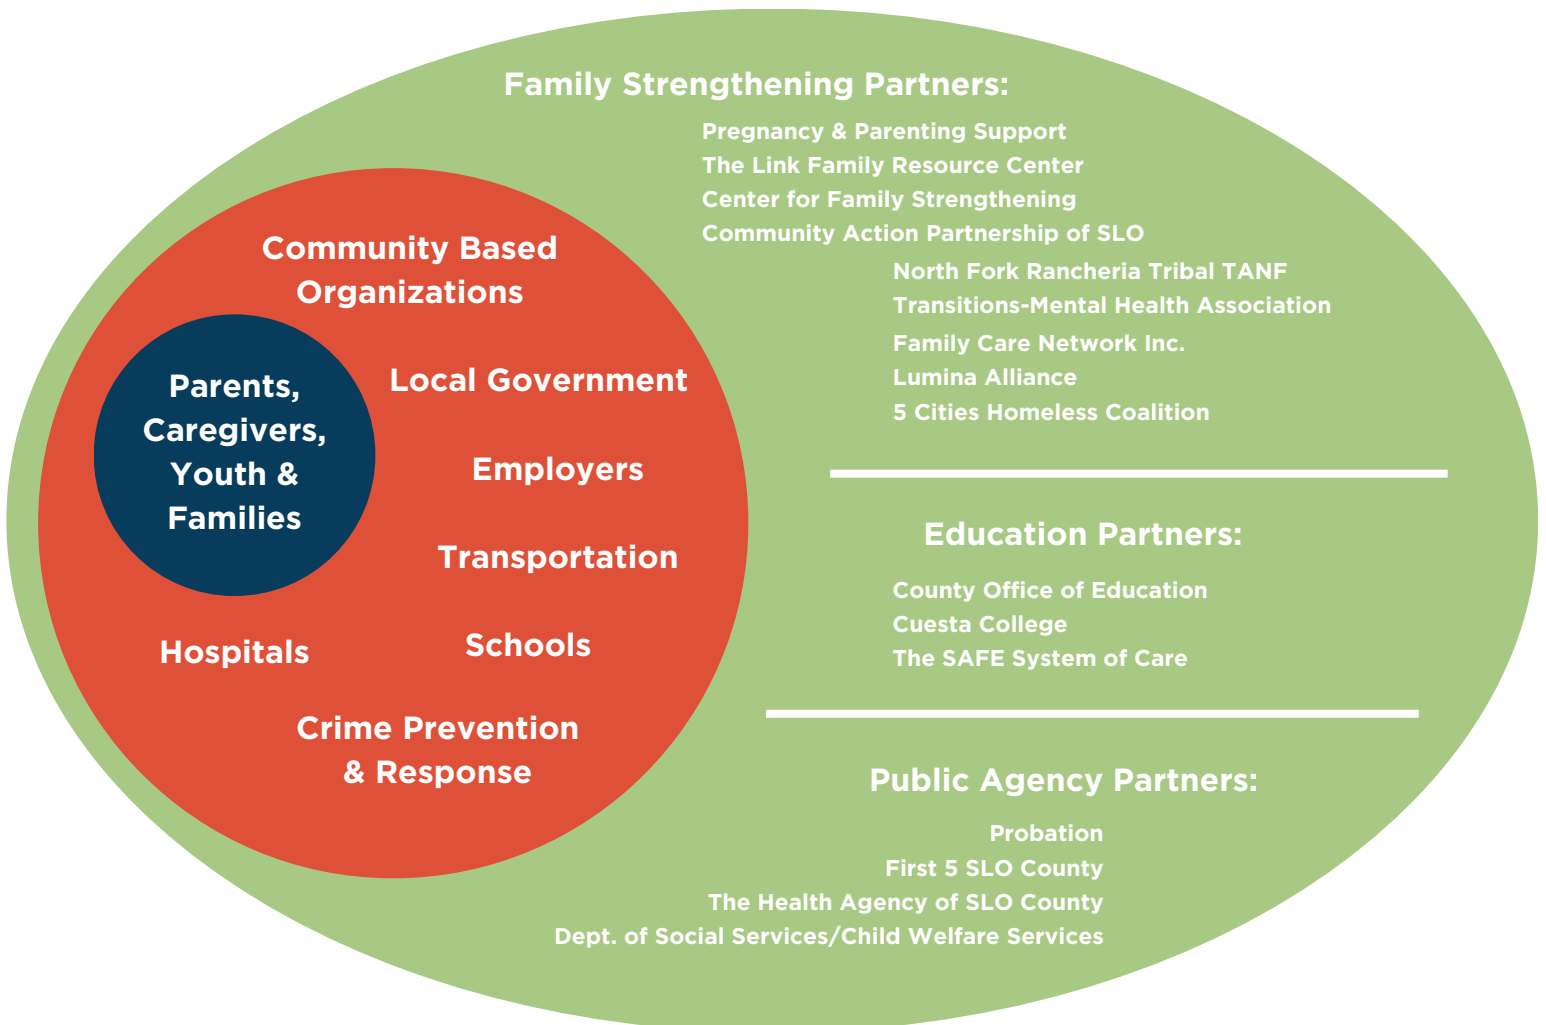 Family Strengthening Partners:
Pregnancy & Parenting Support
The Link Family Resource Center
Center for Family Strengthening
Community Action Partnership of SLO
North Fork Rancheria Tribal TANF
Transitions-Mental Health Association
Family Care Network Inc.
Lumina Alliance
5 Cities Homeless Coalition
Community Based
Organizations
Parents,
Caregivers,
Youth &
Families
Local Government
Employers
Transportation
Schools
Hospitals
Crime Prevention
& Response
Education Partners:
County Office of Education
Cuesta College
The SAFE System of Care
Public Agency Partners:
Probation
First 5 SLO County
The Health Agency of SLO County
Dept. of Social Services/Child Welfare Services